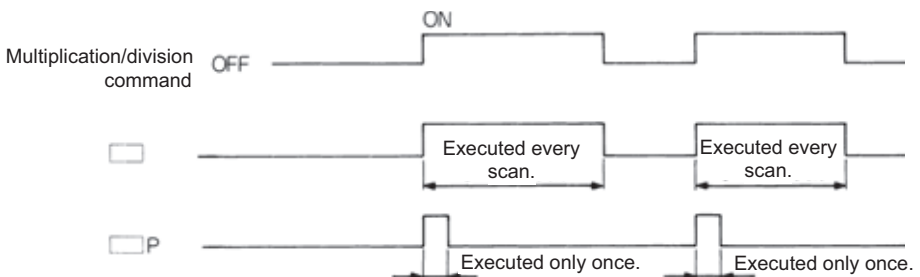 ON
Multiplication/division
command
OFF
Executed every
scan.
Executed every
scan.
P
Executed only once.
Executed only once.